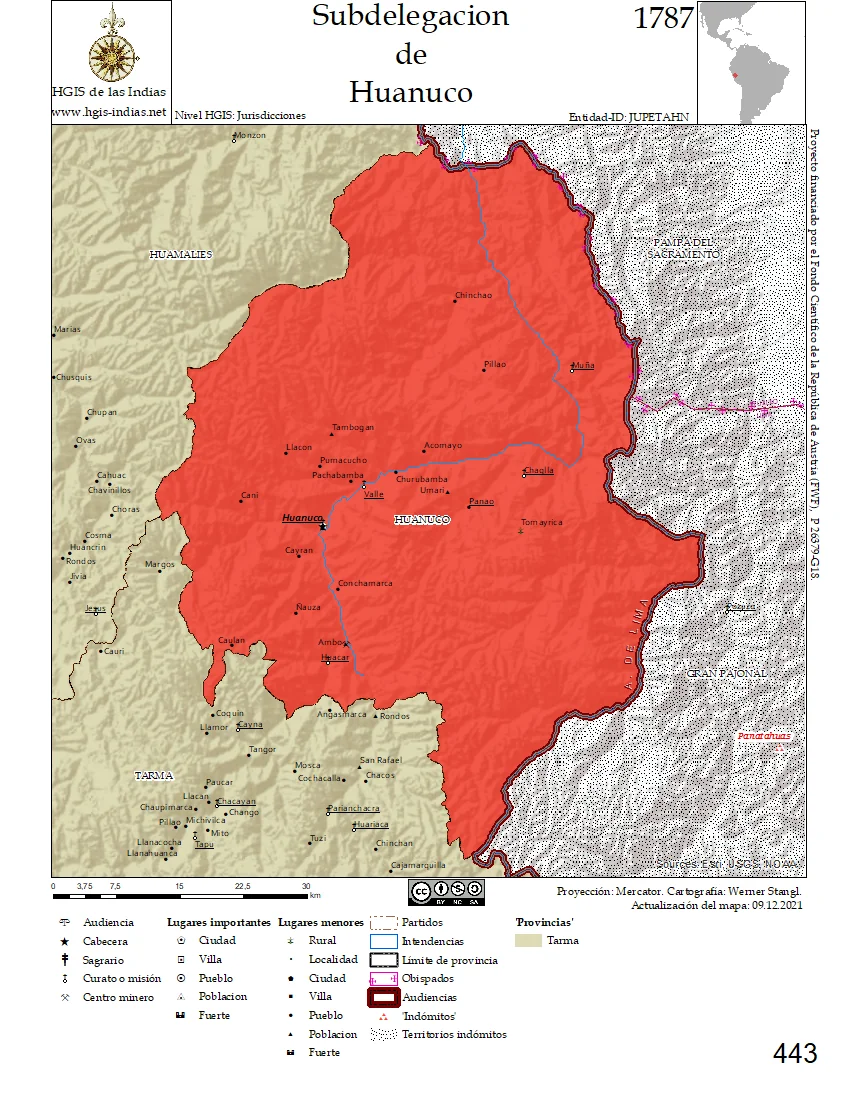 Subdelegacion
de
Huanuco
1787
HGIS de las Indias
www.hgis-indias.net
Nivel HGIS: Jurisdicciones
Entidad-ID: JUPETAHN
Proyecto financiado por el Fondo Científico de la República de Austria (FWF), P 26379-G18.
Monzon
HUAMALIES
PAMPA DEL
SACRAMENTO
Chinchao
Marias
Pillao
Muña
Chusquis
Chupan
Tambogan
Ovas
Llacon
Acomayo
Pumacucho
Cahuac
Pachabamba
Churubamba
Chaglla
Chavinillos
Valle
Umari
Cani
Panao
Choras
Huanuco
HUANUCO
Tomayrica
Cosma
Huancrin
Cayran
Rondos
Margos
Jivia
Conchamarca
Jesus
Ñauza
A. DE LIMA
Caulan
Ambo
Cauri
Huacar
GRAN PAJONAL
Coquin
Angasmarca
Rondos
Llamor
Cayna
Panatahuas
Tangor
San Rafael
TARMA
Mosca
Cochacalla
Chacos
Paucar
Llacan
Chacayan
Chaupimarca
Chango
Parianchacra
Pillao
Michivilca
Huariaca
Mito
Llanacocha
Tapu
Tuzi
Chinchan
Llanahuanca
Cajamarquilla
Sources: Esri, USGS, NOAA
0 3,75 7,5 15 22,5 30
km
cc
BY NC SA
Proyección: Mercator. Cartografía: Werner Stangl.
Actualización del mapa: 09.12.2021
Audiencia
Cabecera
Sagrario
Curato o misión
Centro minero
Lugares importantes
Ciudad
Villa
Pueblo
Poblacion
Fuerte
Lugares menores
Rural
Localidad
Ciudad
Villa
Pueblo
Poblacion
Fuerte
Partidos
Intendencias
Límite de provincia
Obispados
Audiencias
'Indómitos'
Territorios indómitos
'Provincias'
Tarma
443